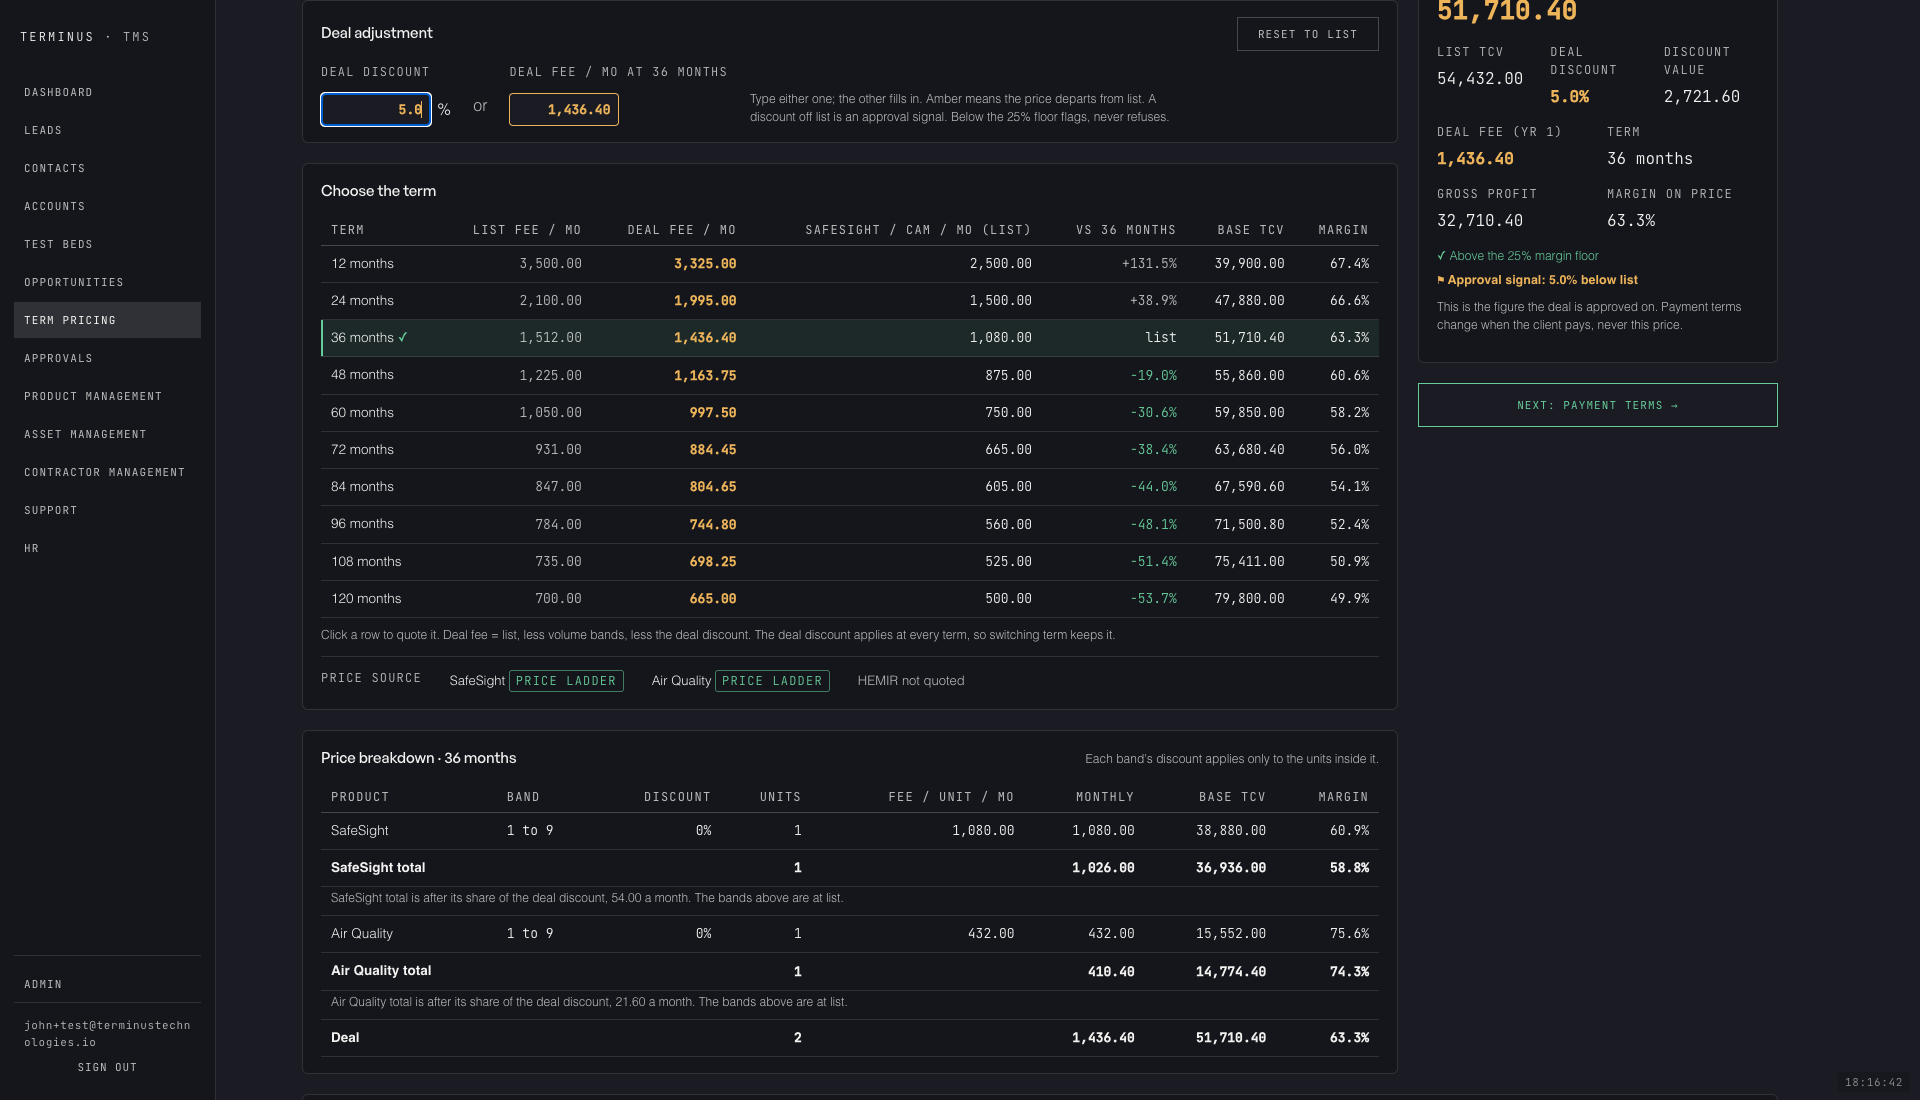 TERMINUS · TMS
DASHBOARD
LEADS
CONTACTS
ACCOUNTS
TEST BEDS
OPPORTUNITIES
TERM PRICING
APPROVALS
PRODUCT MANAGEMENT
ASSET MANAGEMENT
CONTRACTOR MANAGEMENT
SUPPORT
HR
ADMIN
john+test@terminustechn
ologies.io
SIGN OUT
Deal adjustment
RESET TO LIST
DEAL DISCOUNT
DEAL FEE / MO AT 36 MONTHS
5.0 % or 1,436.40
Type either one; the other fills in. Amber means the price departs from list. A
discount off list is an approval signal. Below the 25% floor flags, never refuses.
Choose the term
TERM LIST FEE / MO DEAL FEE / MO SAFESIGHT / CAM / MO (LIST) VS 36 MONTHS BASE TCV MARGIN
12 months 3,500.00 3,325.00 2,500.00 +131.5% 39,900.00 67.4%
24 months 2,100.00 1,995.00 1,500.00 +38.9% 47,880.00 66.6%
36 months ✓ 1,512.00 1,436.40 1,080.00 list 51,710.40 63.3%
48 months 1,225.00 1,163.75 875.00 -19.0% 55,860.00 60.6%
60 months 1,050.00 997.50 750.00 -30.6% 59,850.00 58.2%
72 months 931.00 884.45 665.00 -38.4% 63,680.40 56.0%
84 months 847.00 804.65 605.00 -44.0% 67,590.60 54.1%
96 months 784.00 744.80 560.00 -48.1% 71,500.80 52.4%
108 months 735.00 698.25 525.00 -51.4% 75,411.00 50.9%
120 months 700.00 665.00 500.00 -53.7% 79,800.00 49.9%
Click a row to quote it. Deal fee = list, less volume bands, less the deal discount. The deal discount applies at every term, so switching term keeps it.
PRICE SOURCE SafeSight PRICE LADDER Air Quality PRICE LADDER HEMIR not quoted
Price breakdown · 36 months
Each band's discount applies only to the units inside it.
PRODUCT BAND DISCOUNT UNITS FEE / UNIT / MO MONTHLY BASE TCV MARGIN
SafeSight 1 to 9 0% 1 1,080.00 1,080.00 38,880.00 60.9%
SafeSight total 1 1,026.00 36,936.00 58.8%
SafeSight total is after its share of the deal discount, 54.00 a month. The bands above are at list.
Air Quality 1 to 9 0% 1 432.00 432.00 15,552.00 75.6%
Air Quality total 1 410.40 14,774.40 74.3%
Air Quality total is after its share of the deal discount, 21.60 a month. The bands above are at list.
Deal 2 1,436.40 51,710.40 63.3%
51,710.40
LIST TCV
54,432.00
DEAL
DISCOUNT
5.0%
DISCOUNT
VALUE
2,721.60
DEAL FEE (YR 1)
1,436.40
TERM
36 months
GROSS PROFIT
32,710.40
MARGIN ON PRICE
63.3%
✓ Above the 25% margin floor
⚑ Approval signal: 5.0% below list
This is the figure the deal is approved on. Payment terms
change when the client pays, never this price.
NEXT: PAYMENT TERMS →
18:16:42